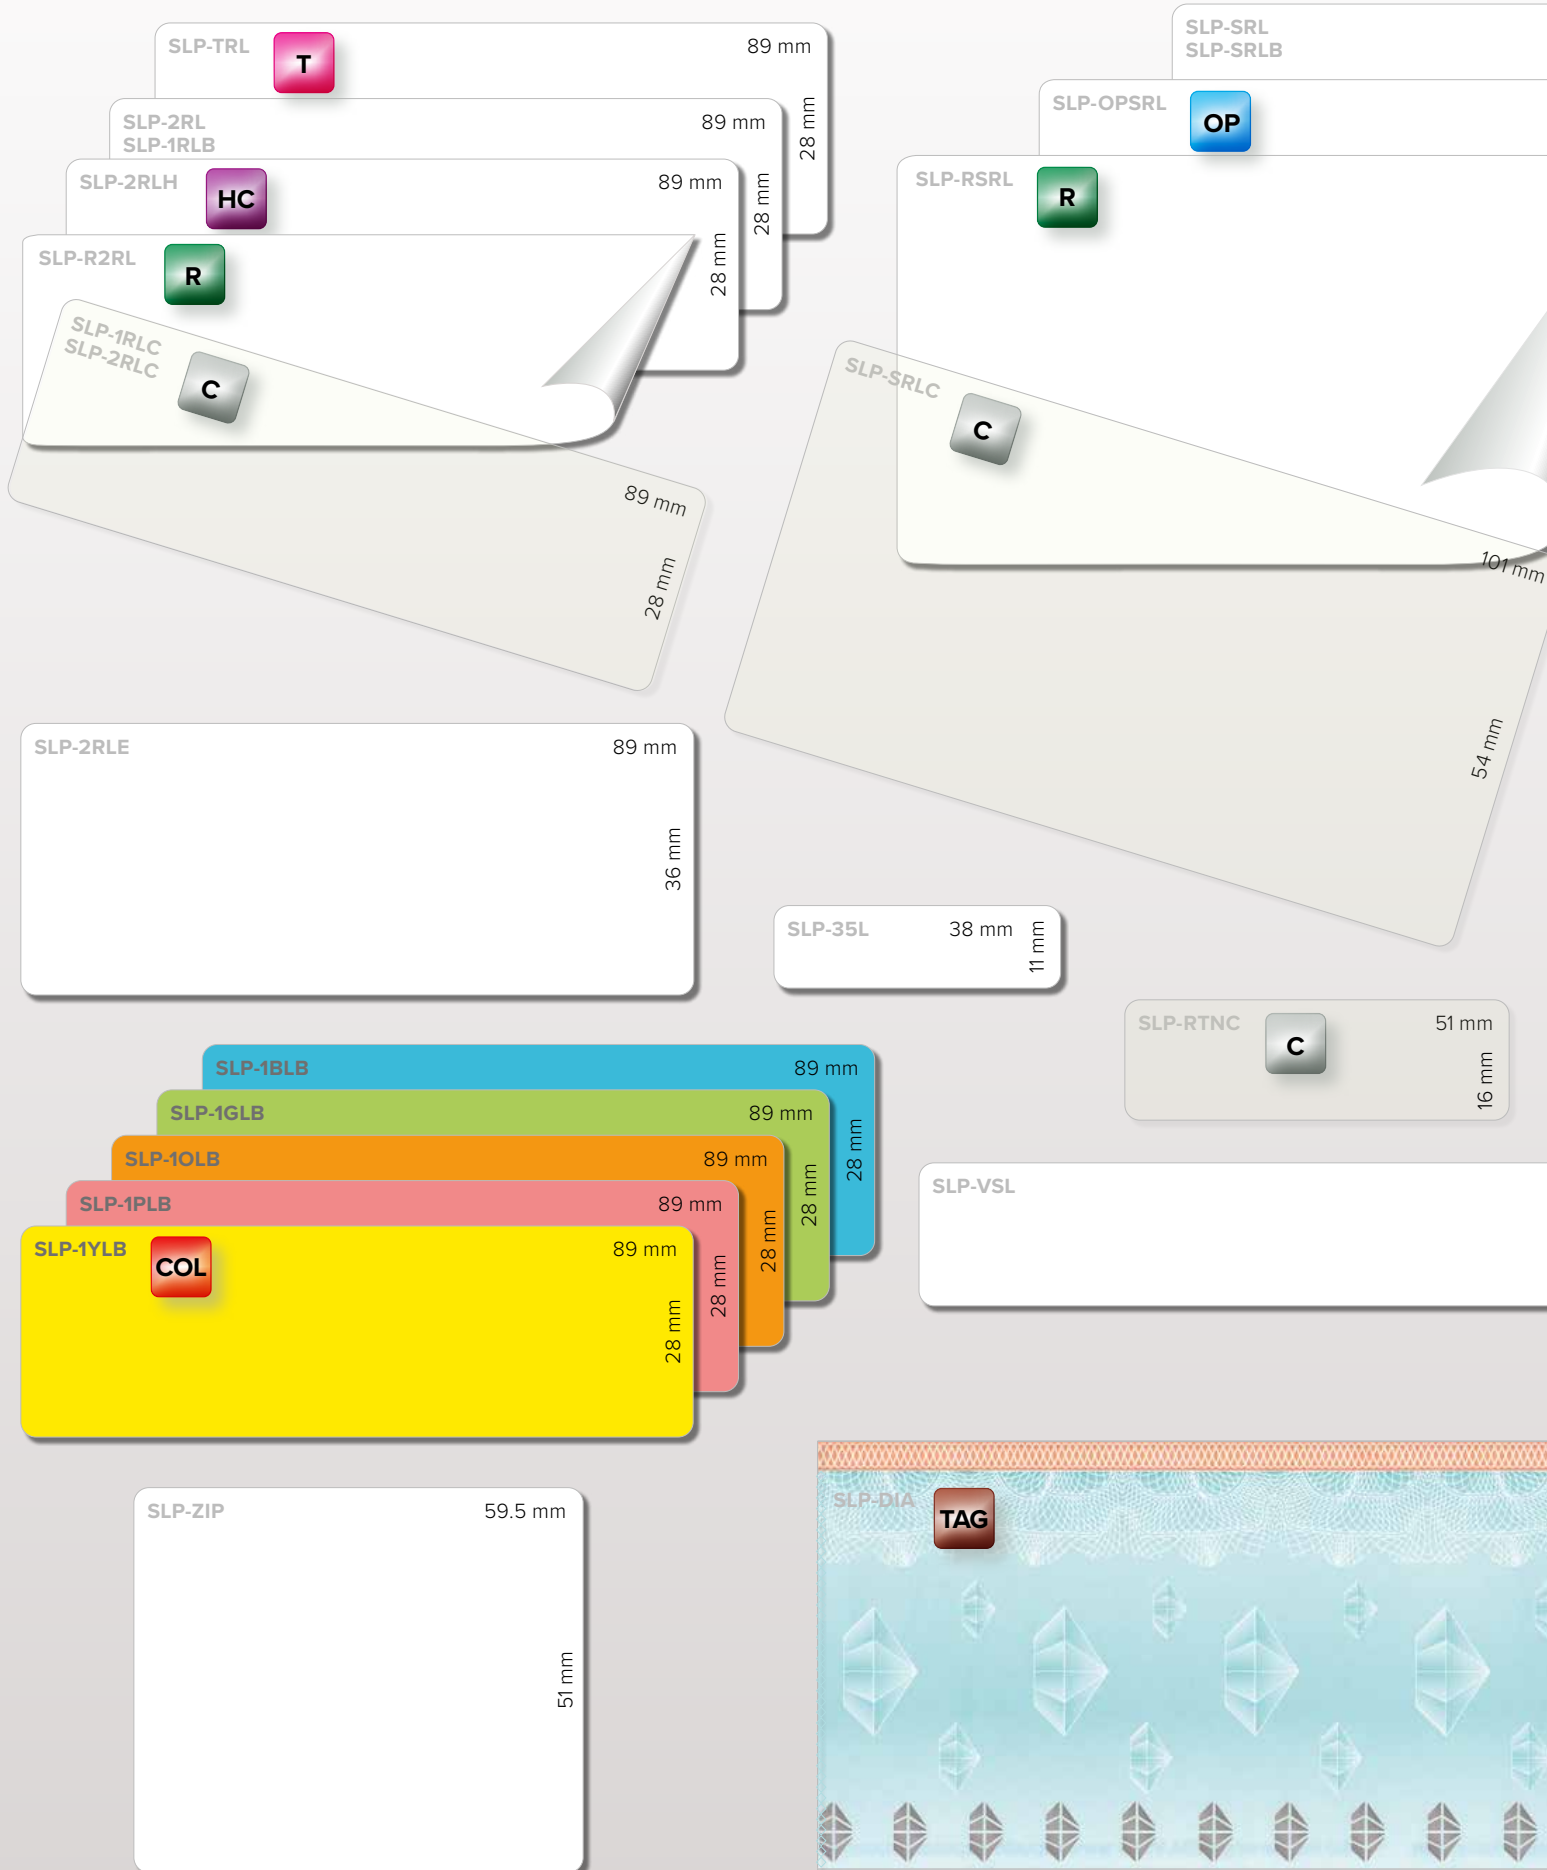 SLP-TRL
T
89 mm
28 mm
SLP-2RL
SLP-1RLB
89 mm
28 mm
SLP-2RLH
HC
89 mm
28 mm
SLP-R2RL
R
SLP-1RLC
SLP-2RLC
C
89 mm
28 mm
SLP-SRL
SLP-SRLB
SLP-OPSRL
OP
SLP-RSRL
R
SLP-SRLC
C
101 mm
54 mm
SLP-2RLE
89 mm
36 mm
SLP-35L
38 mm
11 mm
SLP-RTNC
C
51 mm
16 mm
SLP-1BLB
89 mm
28 mm
SLP-1GLB
89 mm
28 mm
SLP-1OLB
89 mm
28 mm
SLP-1PLB
89 mm
28 mm
SLP-1YLB
COL
89 mm
28 mm
SLP-VSL
SLP-ZIP
59.5 mm
51 mm
SLP-DIA
TAG